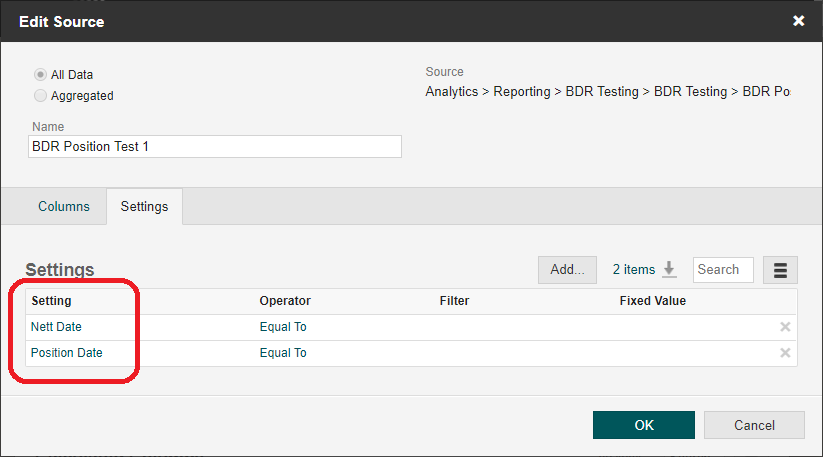 Edit Source
All Data
Aggregated
Source
Analytics > Reporting > BDR Testing > BDR Testing > BDR Po
Name
BDR Position Test 1
Columns
Settings
Settings
Add...
2 items
Search
Setting Operator Filter Fixed Value
Nett Date Equal To
Position Date Equal To
OK
Cancel